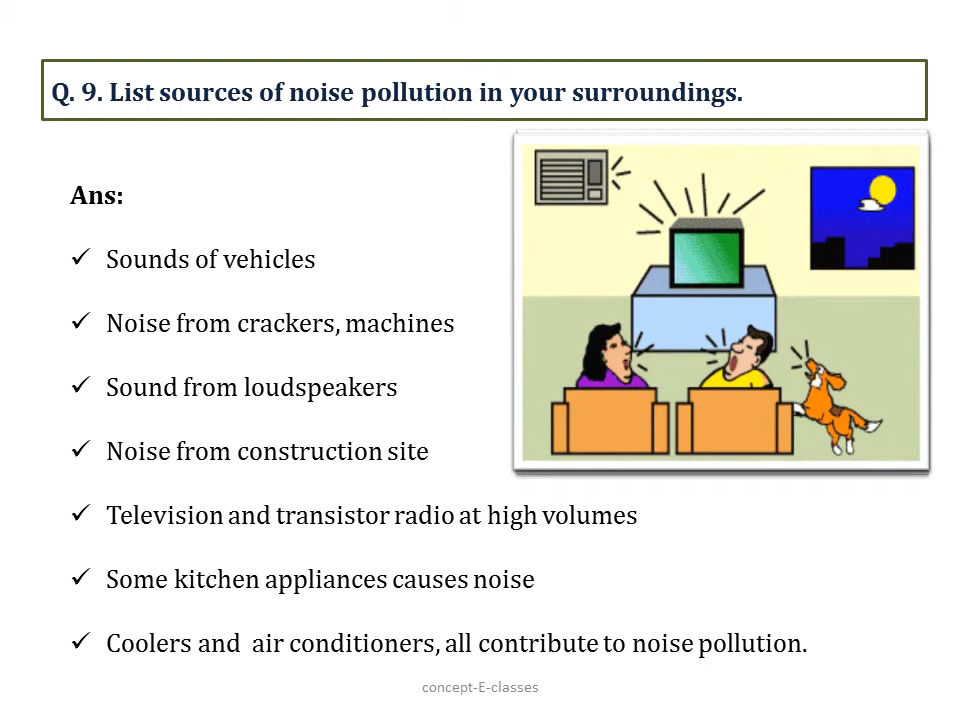 Q. 9. List sources of noise pollution in your surroundings.
Ans:
✓ Sounds of vehicles
✓ Noise from crackers, machines
✓ Sound from loudspeakers
✓ Noise from construction site
✓ Television and transistor radio at high volumes
✓ Some kitchen appliances causes noise
✓ Coolers and  air conditioners, all contribute to noise pollution.
concept-E-classes